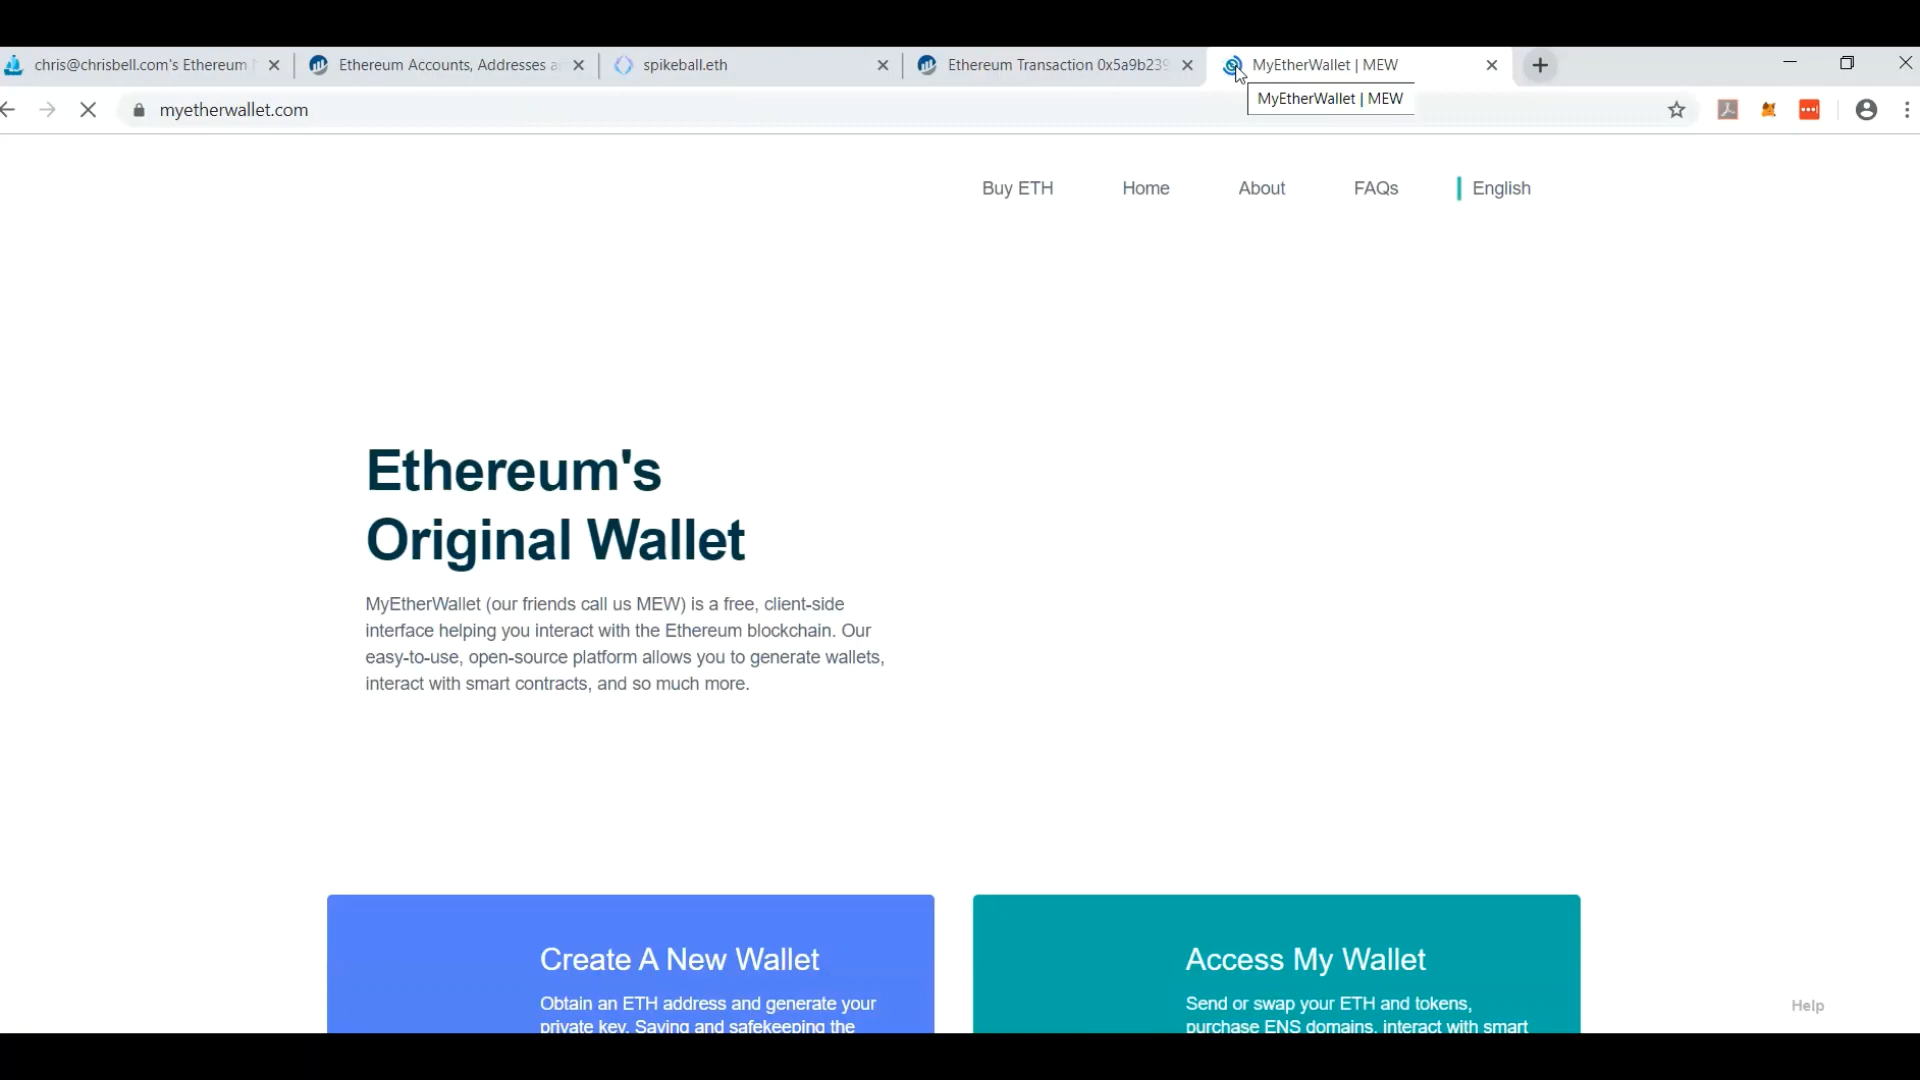 chris@chrisbell.com's Ethereum
Ethereum Accounts, Addresses a
spikeball.eth
Ethereum Transaction 0x5a9b239
MyEtherWallet | MEW
MyEtherWallet | MEW
myetherwallet.com
Buy ETH
Home
About
FAQs
English
Ethereum's
Original Wallet
MyEtherWallet (our friends call us MEW) is a free, client-side
interface helping you interact with the Ethereum blockchain. Our
easy-to-use, open-source platform allows you to generate wallets,
interact with smart contracts, and so much more.
Create A New Wallet
Obtain an ETH address and generate your
private key. Saving and safekeeping the
Access My Wallet
Send or swap your ETH and tokens,
purchase ENS domains, interact with smart
Help